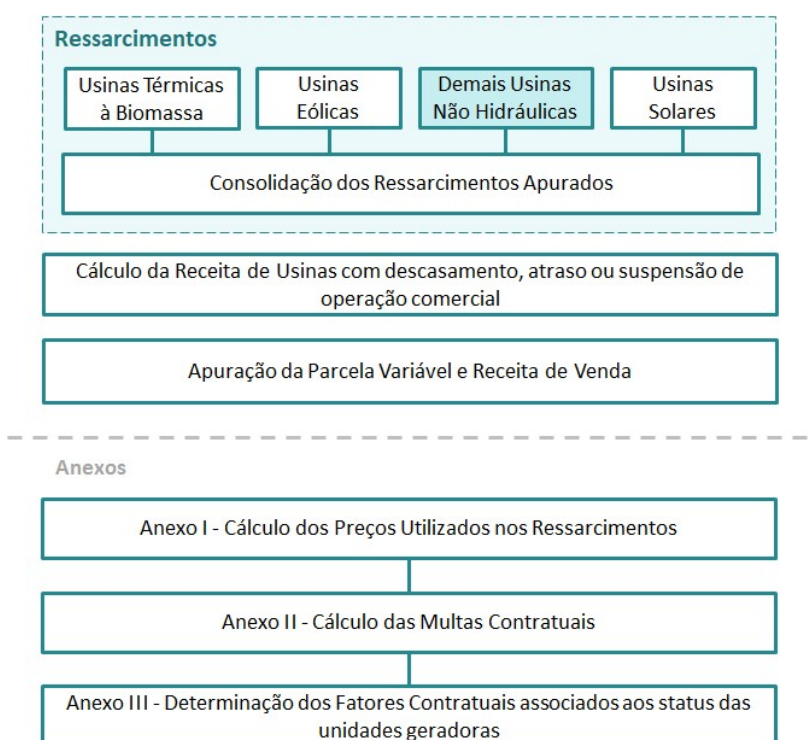 Ressarcimentos
Usinas Térmicas
à Biomassa
Usinas
Eólicas
Demais Usinas
Não Hidráulicas
Usinas
Solares
Consolidação dos Ressarcimentos Apurados
Cálculo da Receita de Usinas com descasamento, atraso ou suspensão de
operação comercial
Apuração da Parcela Variável e Receita de Venda
Anexos
Anexo I - Cálculo dos Preços Utilizados nos Ressarcimentos
Anexo II - Cálculo das Multas Contratuais
Anexo III - Determinação dos Fatores Contratuais associados aos status das
unidades geradoras